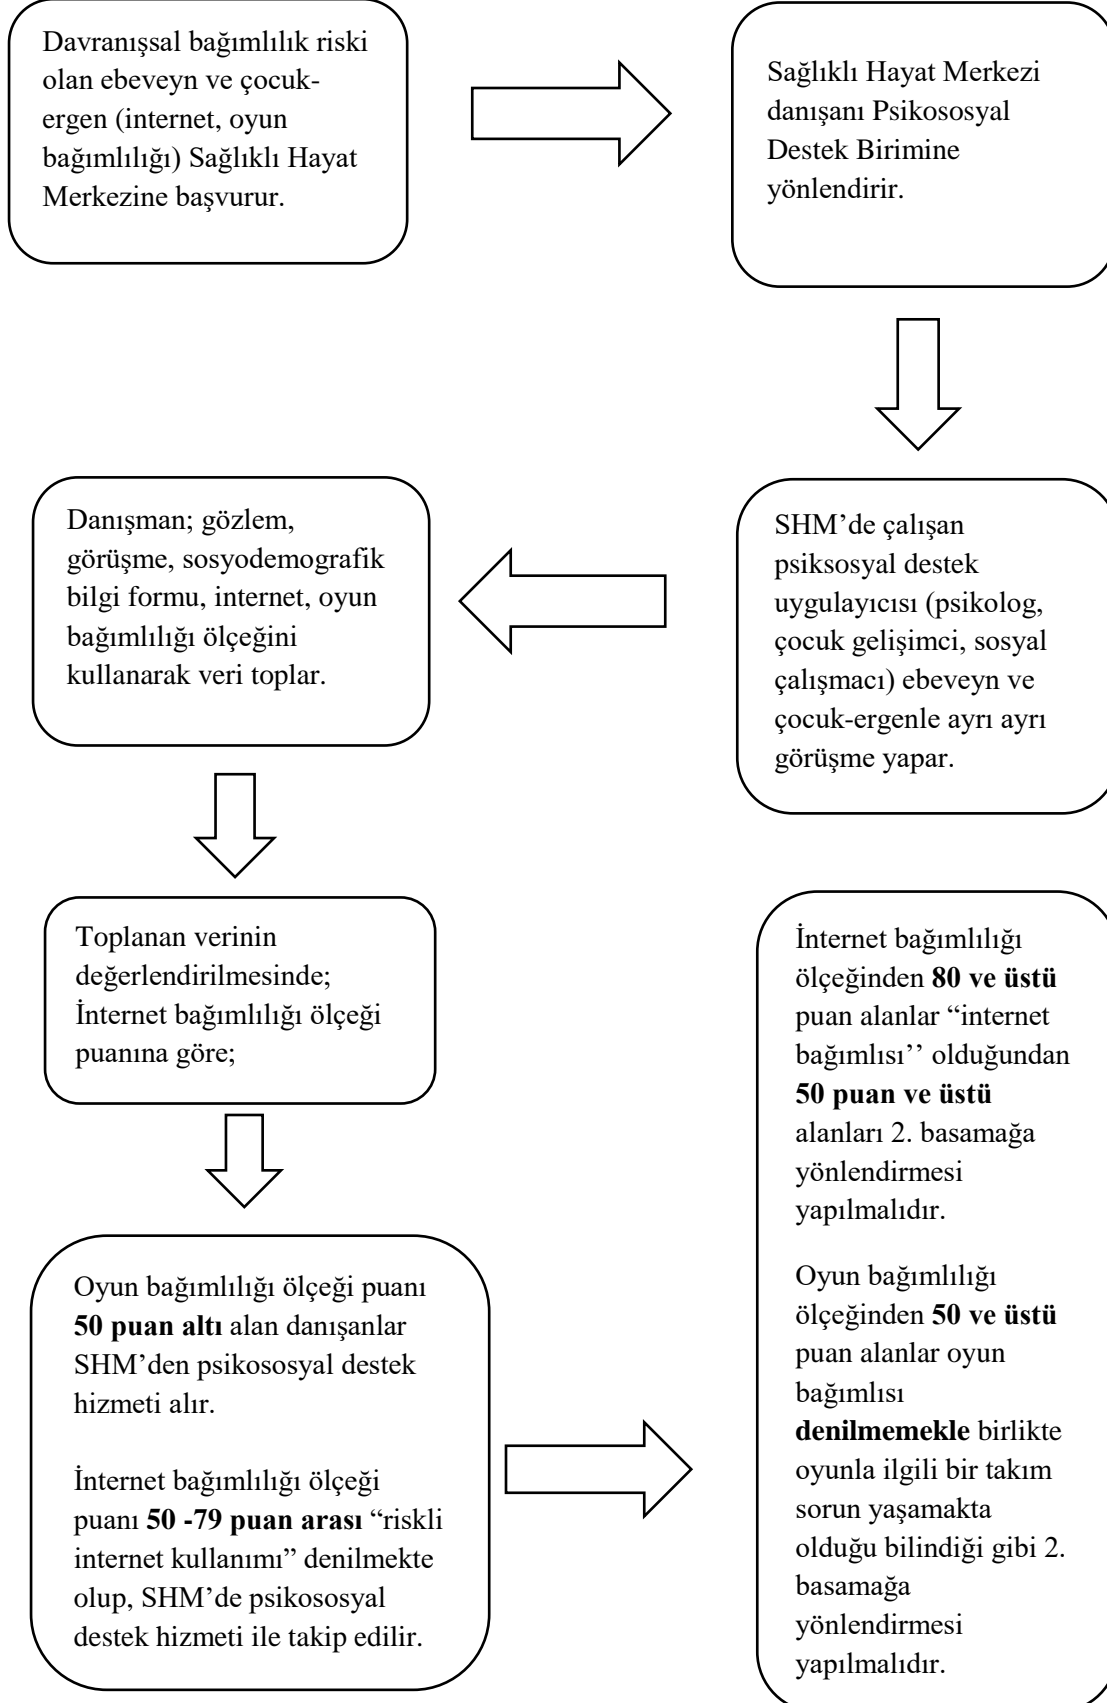 Davranışsal bağımlılık riski
olan ebeveyn ve çocuk-
ergen (internet, oyun
bağımlılığı) Sağlıklı Hayat
Merkezine başvurur.
Sağlıklı Hayat Merkezi
danışanı Psikososyal
Destek Birimine
yönlendirir.
SHM’de çalışan
psiksosyal destek
uygulayıcısı (psikolog,
çocuk gelişimci, sosyal
çalışmacı) ebeveyn ve
çocuk-ergenle ayrı ayrı
görüşme yapar.
Danışman; gözlem,
görüşme, sosyodemografik
bilgi formu, internet, oyun
bağımlılığı ölçeğini
kullanarak veri toplar.
Toplanan verinin
değerlendirilmesinde;
İnternet bağımlılığı ölçeği
puanına göre;
Oyun bağımlılığı ölçeği puanı
50 puan altı alan danışanlar
SHM’den psikososyal destek
hizmeti alır.
İnternet bağımlılığı ölçeği
puanı 50 -79 puan arası “riskli
internet kullanımı” denilmekte
olup, SHM’de psikososyal
destek hizmeti ile takip edilir.
İnternet bağımlılığı
ölçeğinden 80 ve üstü
puan alanlar “internet
bağımlısı’’ olduğundan
50 puan ve üstü
alanları 2. basamağa
yönlendirmesi
yapılmalıdır.
Oyun bağımlılığı
ölçeğinden 50 ve üstü
puan alanlar oyun
bağımlısı
denilmemekle birlikte
oyunla ilgili bir takım
sorun yaşamakta
olduğu bilindiği gibi 2.
basamağa
yönlendirmesi
yapılmalıdır.